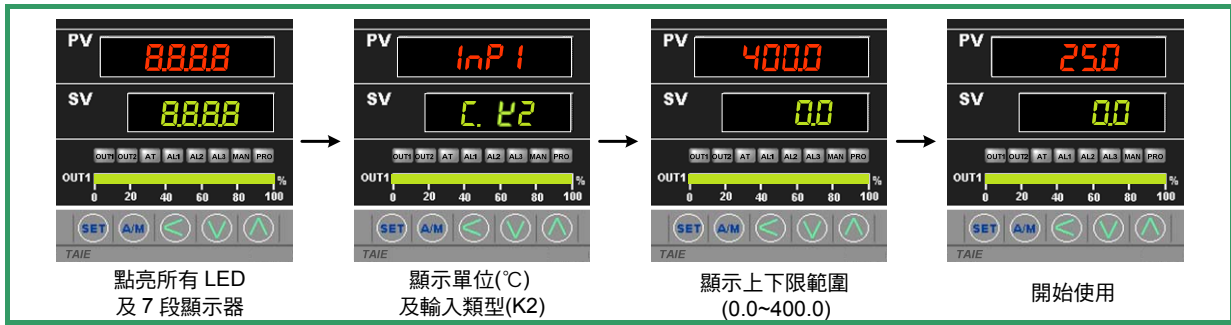 PV
8.8.8.8
SV
8.8.8.8
OUT1 OUT2 AT AL1 AL2 AL3 MAN PRO
OUT1 %
0 20 40 60 80 100
SET A/M
TAIE
點亮所有 LED
及 7 段顯示器
PV
InP1
SV
C. K2
OUT1 OUT2 AT AL1 AL2 AL3 MAN PRO
OUT1 %
0 20 40 60 80 100
SET A/M
TAIE
顯示單位(℃)
及輸入類型(K2)
PV
400.0
SV
0.0
OUT1 OUT2 AT AL1 AL2 AL3 MAN PRO
OUT1 %
0 20 40 60 80 100
SET A/M
TAIE
顯示上下限範圍
(0.0~400.0)
PV
25.0
SV
0.0
OUT1 OUT2 AT AL1 AL2 AL3 MAN PRO
OUT1 %
0 20 40 60 80 100
SET A/M
TAIE
開始使用